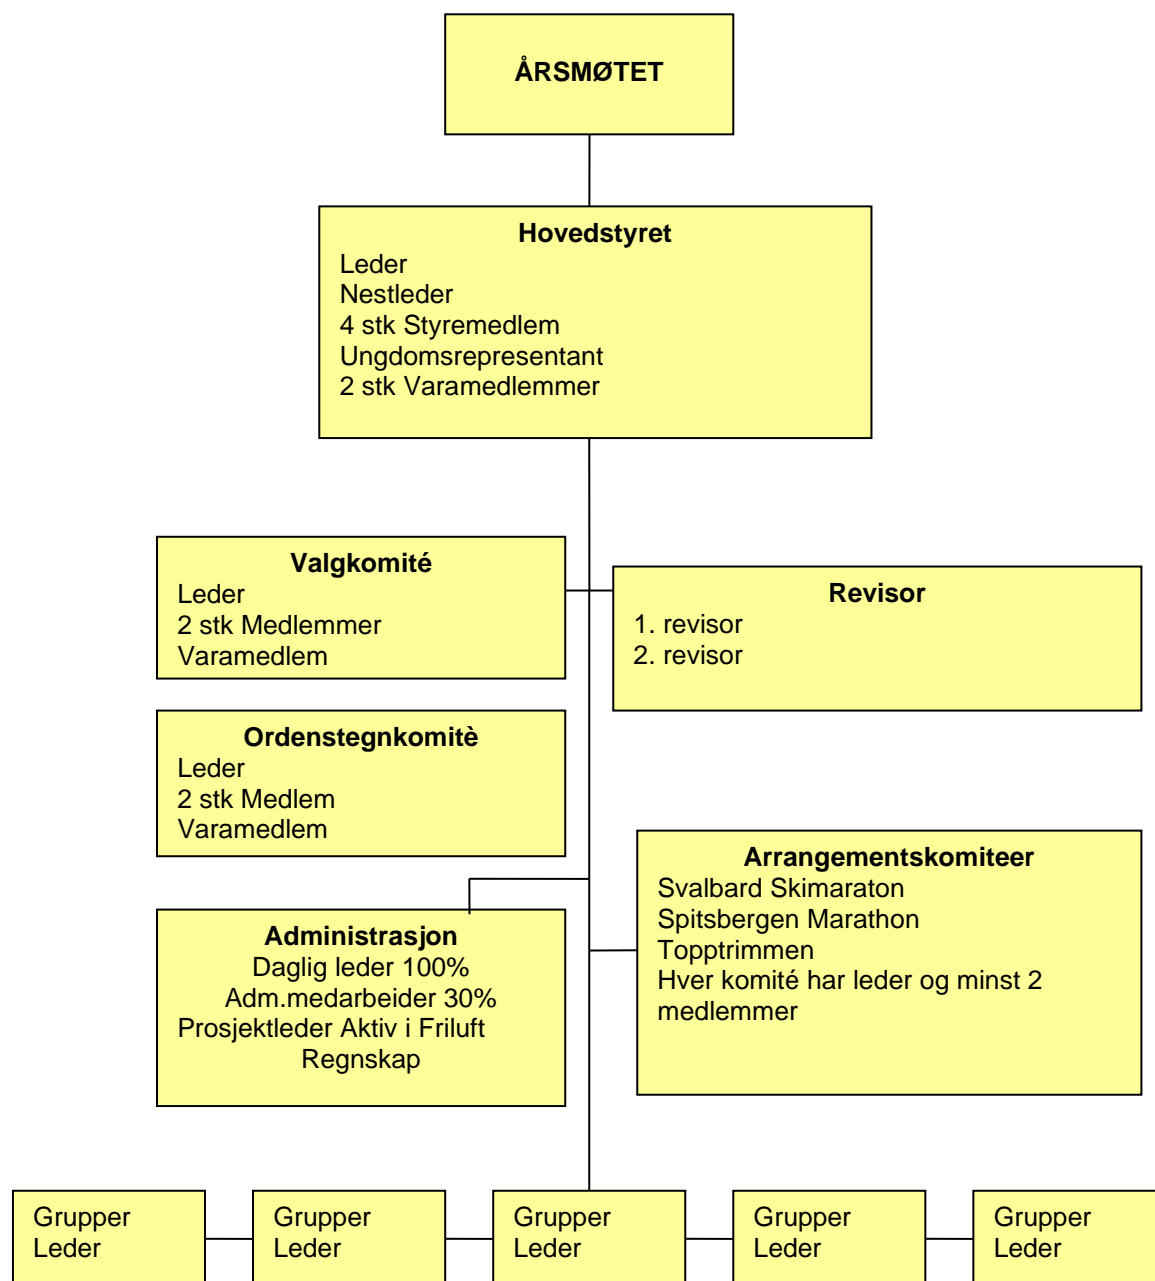 ÅRSMØTET
Hovedstyret
Leder
Nestleder
4 stk Styremedlem
Ungdomsrepresentant
2 stk Varamedlemmer
Valgkomité
Leder
2 stk Medlemmer
Varamedlem
Revisor
1. revisor
2. revisor
Ordenstegnkomitè
Leder
2 stk Medlem
Varamedlem
Arrangementskomiteer
Svalbard Skimaraton
Spitsbergen Marathon
Topptrimmen
Hver komité har leder og minst 2
medlemmer
Administrasjon
Daglig leder 100%
Adm.medarbeider 30%
Prosjektleder Aktiv i Friluft
Regnskap
Grupper
Leder
Grupper
Leder
Grupper
Leder
Grupper
Leder
Grupper
Leder